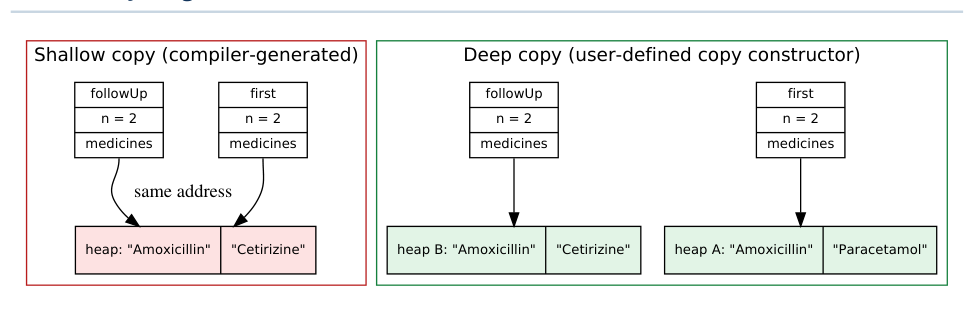 Shallow copy (compiler-generated)
followUp
n = 2
medicines
first
n = 2
medicines
same address
heap: "Amoxicillin"
"Cetirizine"
Deep copy (user-defined copy constructor)
followUp
n = 2
medicines
first
n = 2
medicines
heap B: "Amoxicillin"
"Cetirizine"
heap A: "Amoxicillin"
"Paracetamol"